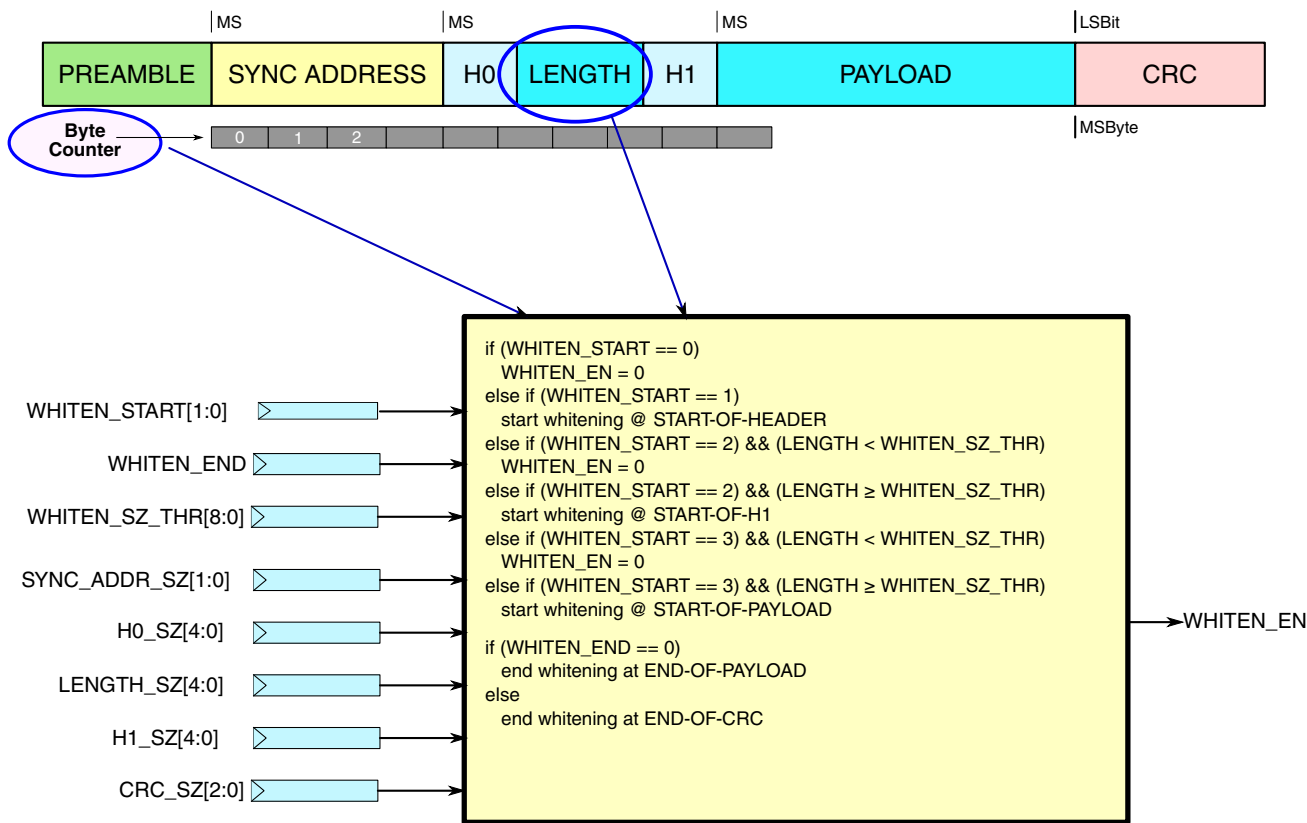 MS MS MS LSBit
PREAMBLE SYNC ADDRESS H0 LENGTH H1 PAYLOAD CRC
MSByte
Byte
Counter
0 1 2
if (WHITEN_START == 0)
WHITEN_EN = 0
else if (WHITEN_START == 1)
start whitening @ START-OF-HEADER
else if (WHITEN_START == 2) && (LENGTH < WHITEN_SZ_THR)
WHITEN_EN = 0
else if (WHITEN_START == 2) && (LENGTH ≥ WHITEN_SZ_THR)
start whitening @ START-OF-H1
else if (WHITEN_START == 3) && (LENGTH < WHITEN_SZ_THR)
WHITEN_EN = 0
else if (WHITEN_START == 3) && (LENGTH ≥ WHITEN_SZ_THR)
start whitening @ START-OF-PAYLOAD
if (WHITEN_END == 0)
end whitening at END-OF-PAYLOAD
else
end whitening at END-OF-CRC
WHITEN_START[1:0]
WHITEN_END
WHITEN_SZ_THR[8:0]
SYNC_ADDR_SZ[1:0]
H0_SZ[4:0]
LENGTH_SZ[4:0]
H1_SZ[4:0]
CRC_SZ[2:0]
WHITEN_EN